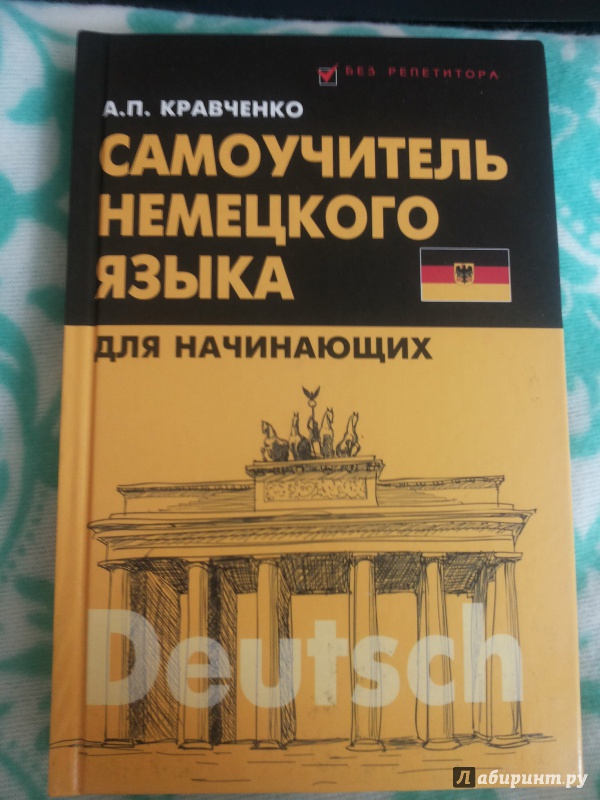 БЕЗ РЕПЕТИТОРА
А.П. КРАВЧЕНКО
САМОУЧИТЕЛЬ
НЕМЕЦКОГО
ЯЗЫКА
ДЛЯ НАЧИНАЮЩИХ
Deutsch
Лабиринт.ру